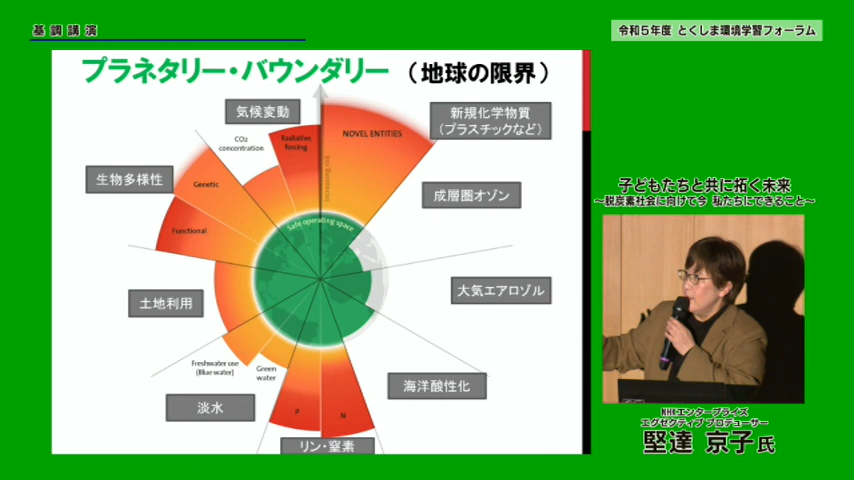 基調講演
令和5年度 とくしま環境学習フォーラム
プラネタリー・バウンダリー（地球の限界）
気候変動
新規化学物質
（プラスチックなど）
CO2
concentration
Radiative
forcing
NOVEL ENTITIES
生物多様性
Genetic
成層圏オゾン
子どもたちと共に拓く未来
～脱炭素社会に向けて今 私たちにできること～
Functional
Safe operating space
土地利用
大気エアロゾル
Freshwater use
(Blue water)
Green
water
海洋酸性化
淡水
P
N
リン・窒素
NHKエンタープライズ
エグゼクティブ プロデューサー
堅達 京子氏